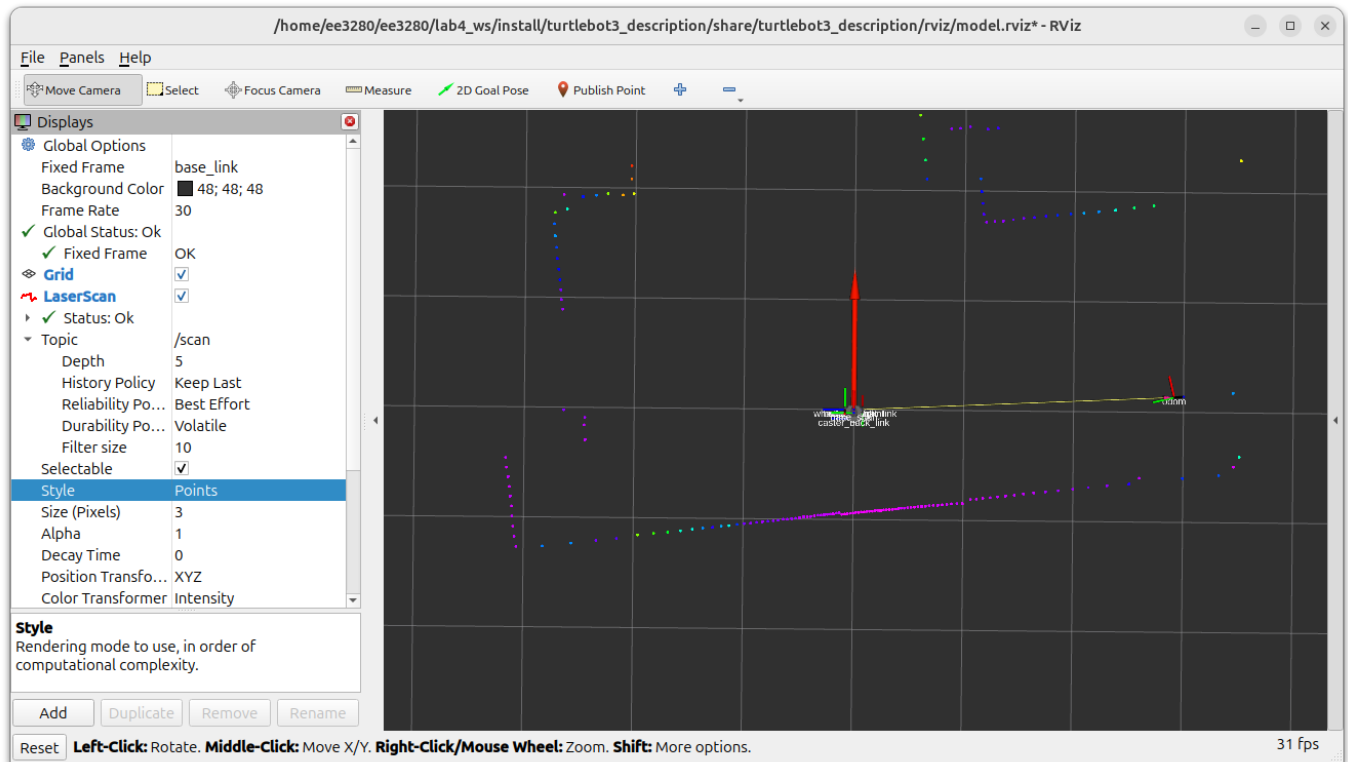 /home/ee3280/ee3280/lab4_ws/install/turtlebot3_description/share/turtlebot3_description/rviz/model.rviz* - RViz
File Panels Help
Move Camera Select Focus Camera Measure 2D Goal Pose Publish Point
Displays
Global Options
Fixed Frame base_link
Background Color 48; 48; 48
Frame Rate 30
Global Status: Ok
Fixed Frame OK
Grid
LaserScan
Status: Ok
Topic /scan
Depth 5
History Policy Keep Last
Reliability Po... Best Effort
Durability Po... Volatile
Filter size 10
Selectable
Style Points
Size (Pixels) 3
Alpha 1
Decay Time 0
Position Transfo... XYZ
Color Transformer Intensity
Style
Rendering mode to use, in order of
computational complexity.
Add Duplicate Remove Rename
Reset Left-Click: Rotate. Middle-Click: Move X/Y. Right-Click/Mouse Wheel: Zoom. Shift: More options. 31 fps
odom
caster_back_link